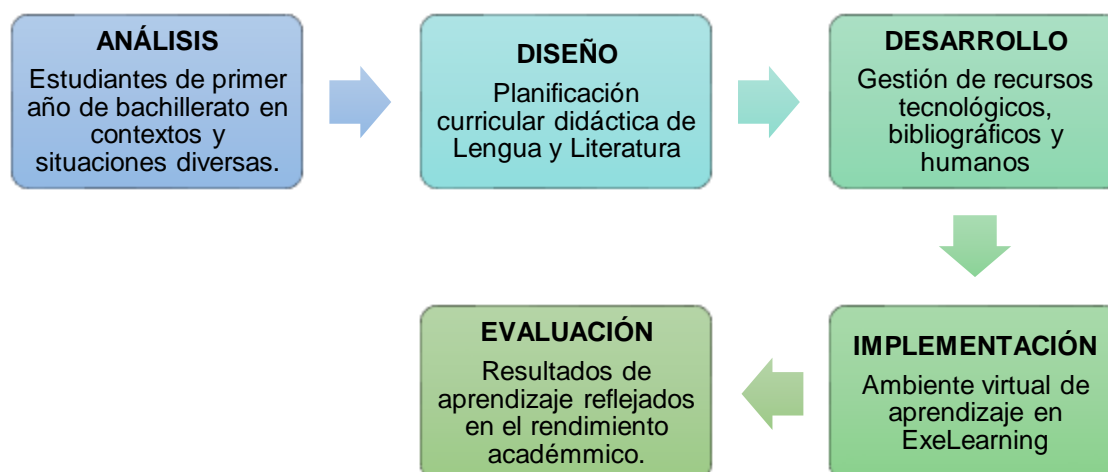 ANÁLISIS
Estudiantes de primer
año de bachillerato en
contextos y
situaciones diversas.
DISEÑO
Planificación
curricular didáctica de
Lengua y Literatura
DESARROLLO
Gestión de recursos
tecnológicos,
bibliográficos y
humanos
IMPLEMENTACIÓN
Ambiente virtual de
aprendizaje en
ExeLearning
EVALUACIÓN
Resultados de
aprendizaje reflejados
en el rendimiento
académmico.